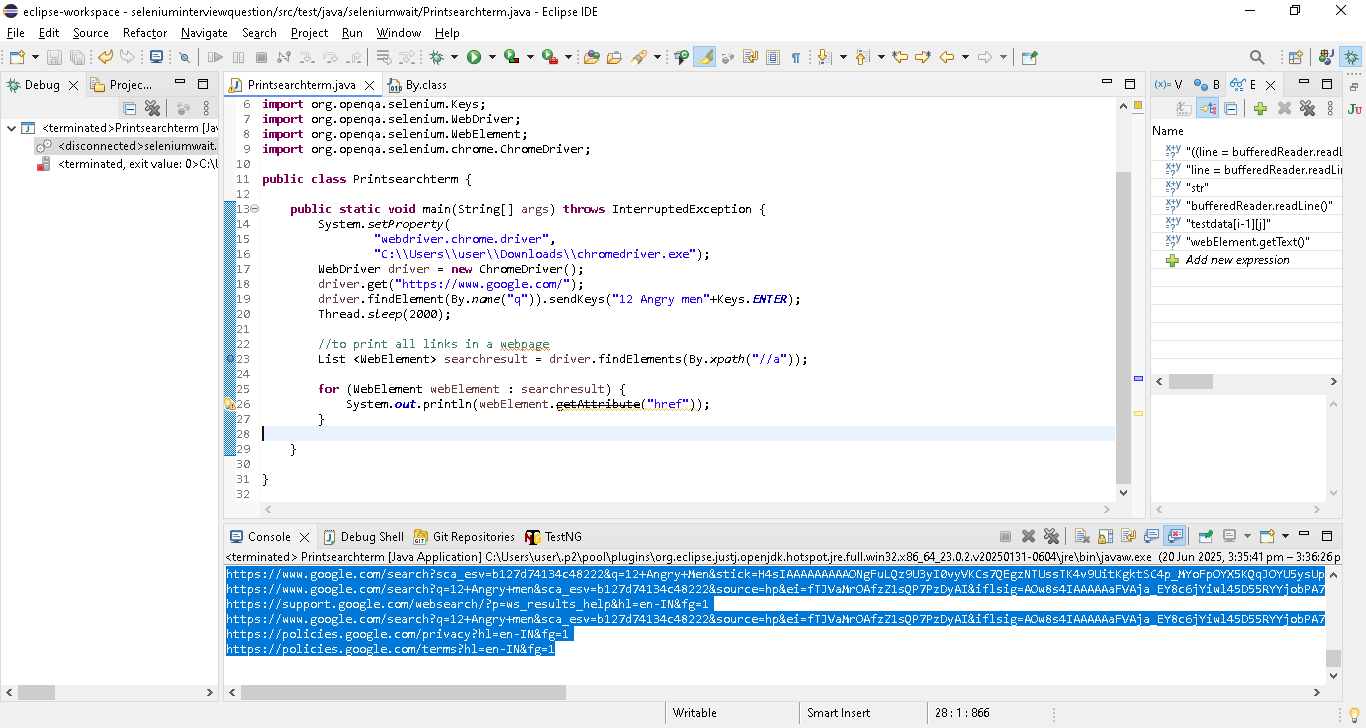 eclipse-workspace - seleniuminterviewquestion/src/test/java/seleniumwait/Printsearchterm.java - Eclipse IDE
File Edit Source Refactor Navigate Search Project Run Window Help
Debug Projec...
<terminated>Printsearchterm [Jav
<disconnected>seleniumwait.
<terminated, exit value: 0>C:\U
Printsearchterm.java By.class
6 import org.openqa.selenium.Keys;
7 import org.openqa.selenium.WebDriver;
8 import org.openqa.selenium.WebElement;
9 import org.openqa.selenium.chrome.ChromeDriver;
10
11 public class Printsearchterm {
12
13 public static void main(String[] args) throws InterruptedException {
14 System.setProperty(
15 "webdriver.chrome.driver",
16 "C:\\Users\\user\\Downloads\\chromedriver.exe");
17 WebDriver driver = new ChromeDriver();
18 driver.get("https://www.google.com/");
19 driver.findElement(By.name("q")).sendKeys("12 Angry men"+Keys.ENTER);
20 Thread.sleep(2000);
21
22 //to print all links in a webpage
23 List <WebElement> searchresult = driver.findElements(By.xpath("//a"));
24
25 for (WebElement webElement : searchresult) {
26 System.out.println(webElement.getAttribute("href"));
27 }
28
29 }
30
31 }
32
V B E
Name
"((line = bufferedReader.readL
"line = bufferedReader.readLin
"str"
"bufferedReader.readLine()"
"testdata[i-1][j]"
"webElement.getText()"
Add new expression
Ju
Console Debug Shell Git Repositories TestNG
<terminated> Printsearchterm [Java Application] C:\Users\user\.p2\pool\plugins\org.eclipse.justj.openjdk.hotspot.jre.full.win32.x86_64_23.0.2.v20250131-0604\jre\bin\javaw.exe (20 Jun 2025, 3:35:41 pm – 3:36:26 p
https://www.google.com/search?sca_esv=b127d74134c48222&q=12+Angry+Men&stick=H4sIAAAAAAAAAONgFuLQz9U3yI0vyVKCs7QEgzNTUssTK4v9UitKgktSC4p_MYoFpOYX5KQqJOYU5ysUp
https://www.google.com/search?q=12+Angry+Men&sca_esv=b127d74134c48222&source=hp&ei=fTJVaMrOAfzZ1sQP7PzDyAI&iflsig=AOw8s4IAAAAAaFVAja_EY8c6jYiwl45D55RYYjobPA7
https://support.google.com/websearch/?p=ws_results_help&hl=en-IN&fg=1
https://www.google.com/search?q=12+Angry+Men&sca_esv=b127d74134c48222&source=hp&ei=fTJVaMrOAfzZ1sQP7PzDyAI&iflsig=AOw8s4IAAAAAaFVAja_EY8c6jYiwl45D55RYYjobPA7
https://policies.google.com/privacy?hl=en-IN&fg=1
https://policies.google.com/terms?hl=en-IN&fg=1
Writable Smart Insert 28 : 1 : 866